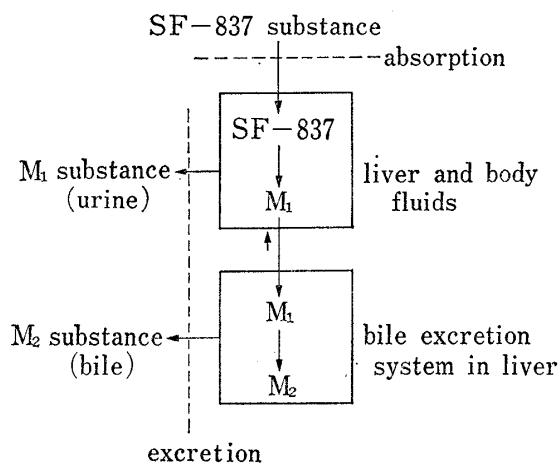 SF-837 substance
absorption
SF-837
M₁ substance
(urine)
M₁
liver and body
fluids
M₁
M₂ substance
(bile)
M₂
bile excretion
system in liver
excretion